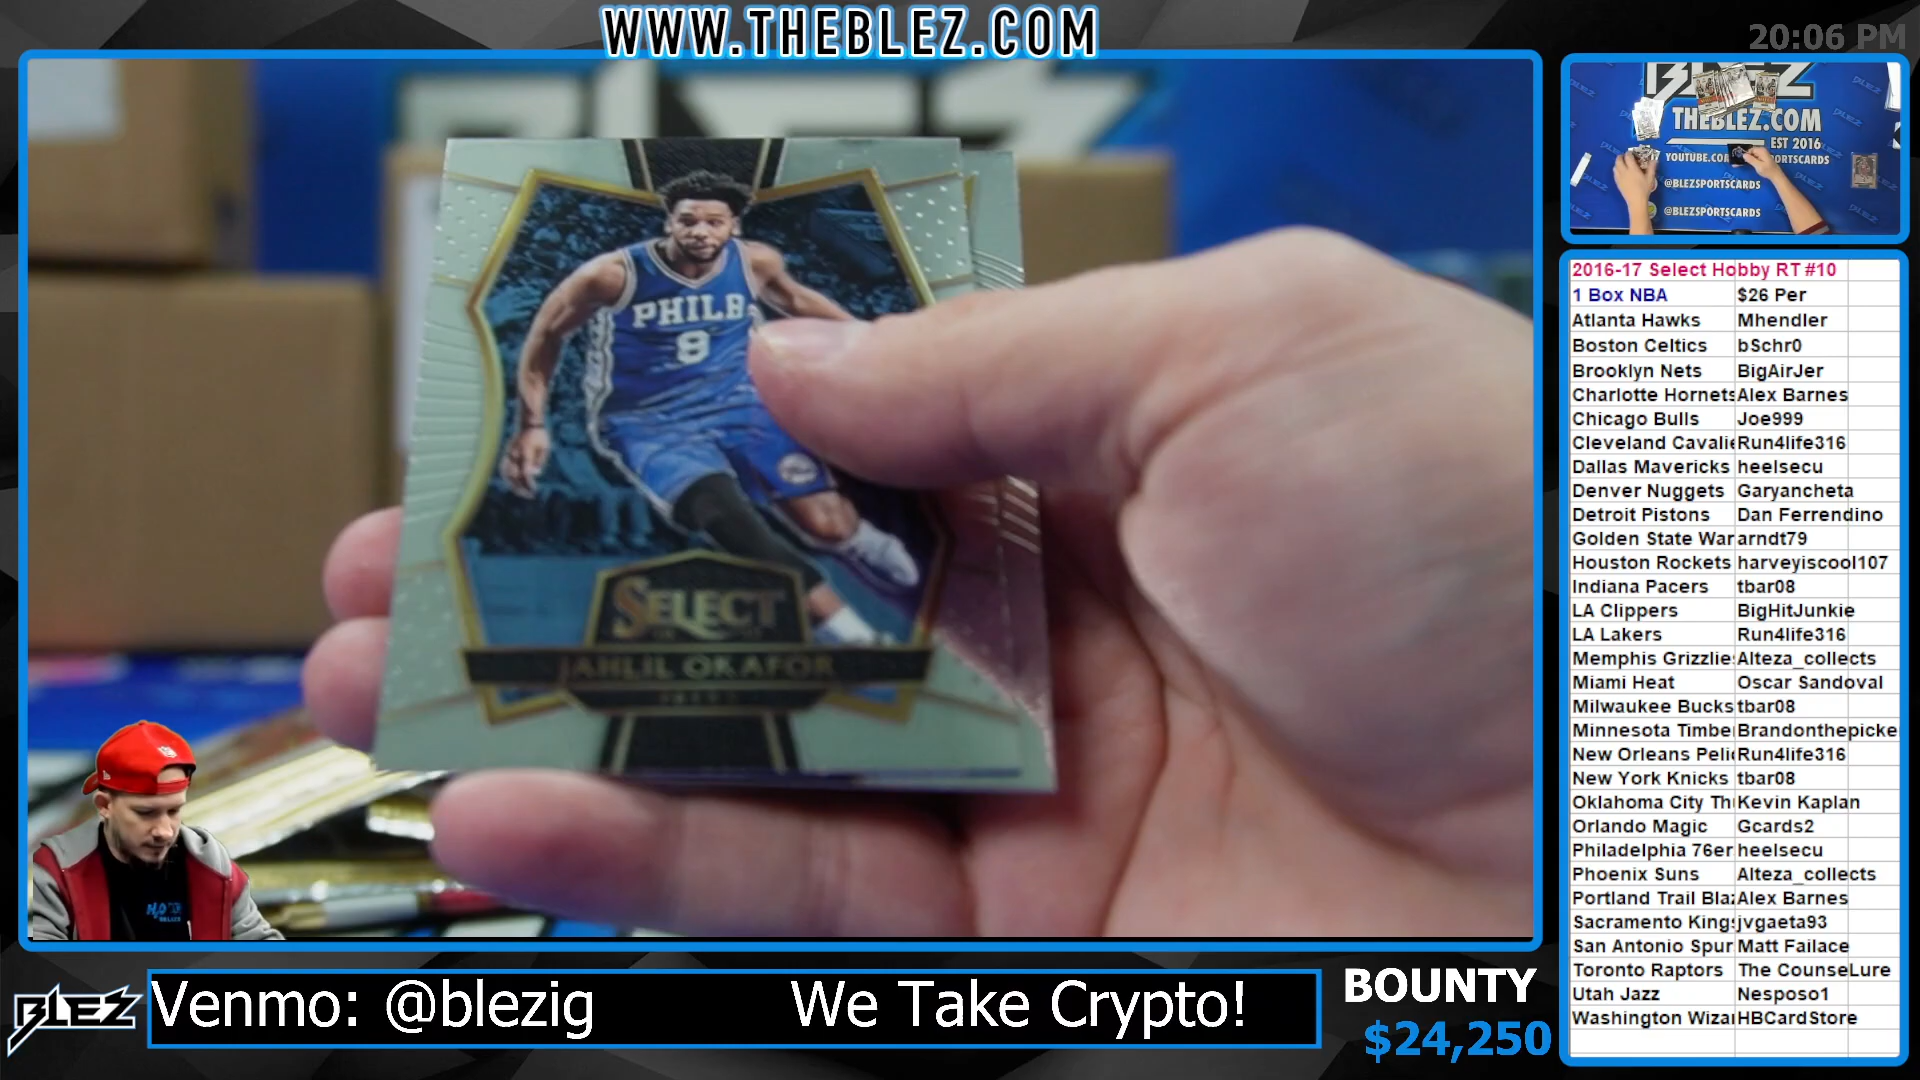 WWW.THEBLEZ.COM
20:06 PM
BLEZ
THEBLEZ.COM
EST 2016
@BLEZSPORTSCARDS
@BLEZSPORTSCARDS
PHIL
8
SELECT
JAHLIL OKAFOR
2016-17 Select Hobby RT #10
1 Box NBA $26 Per
Atlanta Hawks Mhendler
Boston Celtics bSchr0
Brooklyn Nets BigAirJer
Charlotte Hornets Alex Barnes
Chicago Bulls Joe999
Cleveland Cavalie Run4life316
Dallas Mavericks heelsecu
Denver Nuggets Garyancheta
Detroit Pistons Dan Ferrendino
Golden State War arndt79
Houston Rockets harveyiscool107
Indiana Pacers tbar08
LA Clippers BigHitJunkie
LA Lakers Run4life316
Memphis Grizzlie Alteza_collects
Miami Heat Oscar Sandoval
Milwaukee Bucks tbar08
Minnesota Timbe Brandonthepicke
New Orleans Peli Run4life316
New York Knicks tbar08
Oklahoma City Th Kevin Kaplan
Orlando Magic Gcards2
Philadelphia 76er heelsecu
Phoenix Suns Alteza_collects
Portland Trail Bla Alex Barnes
Sacramento Kings jvgaeta93
San Antonio Spur Matt Failace
Toronto Raptors The CounseLure
Utah Jazz Nesposo1
Washington Wiza HBCardStore
BLEZ
Venmo: @blezig We Take Crypto!
BOUNTY
$24,250